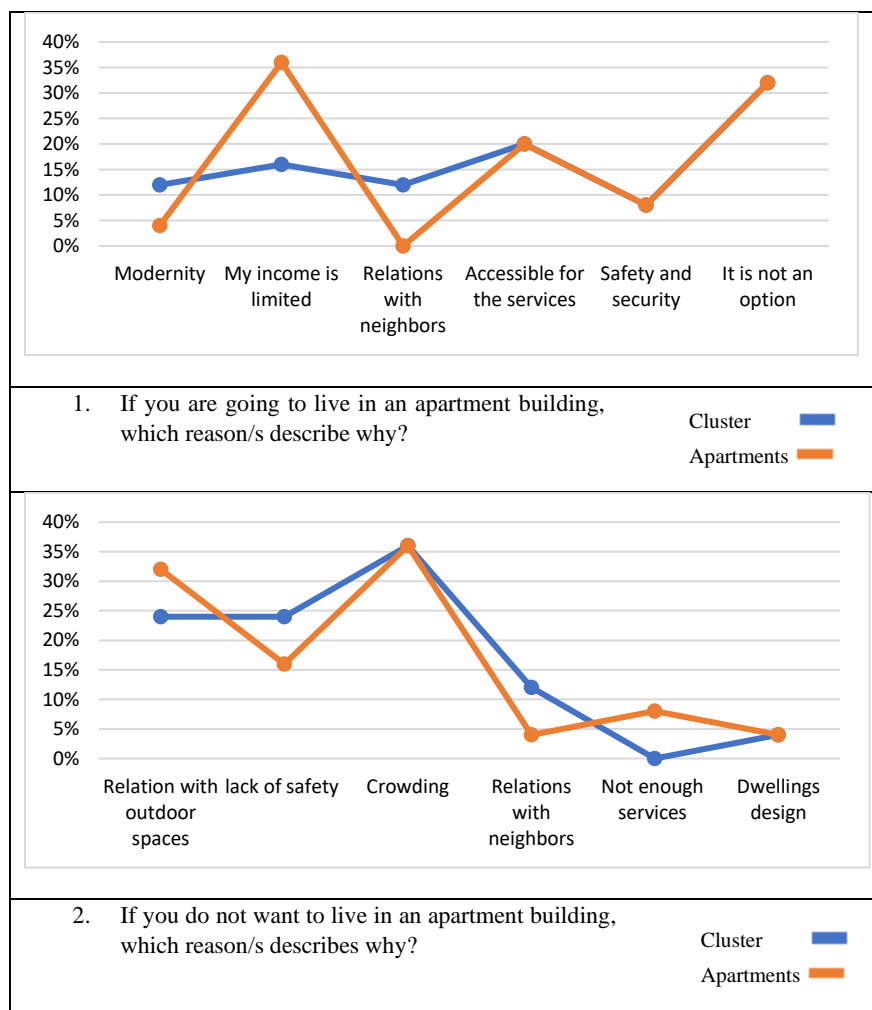 40%
35%
30%
25%
20%
15%
10%
5%
0%
Modernity My income is Relations Accessible for Safety and It is not an
limited with the services security option
neighbors
1. If you are going to live in an apartment building,
which reason/s describe why?
Cluster
Apartments
40%
35%
30%
25%
20%
15%
10%
5%
0%
Relation with lack of safety Crowding Relations Not enough Dwellings
outdoor with services design
spaces neighbors
2. If you do not want to live in an apartment building,
which reason/s describes why?
Cluster
Apartments